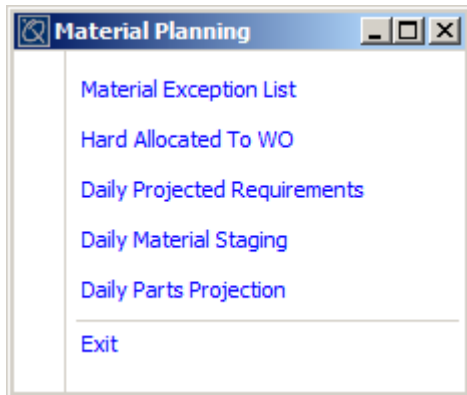 Material Planning
Material Exception List
Hard Allocated To WO
Daily Projected Requirements
Daily Material Staging
Daily Parts Projection
Exit